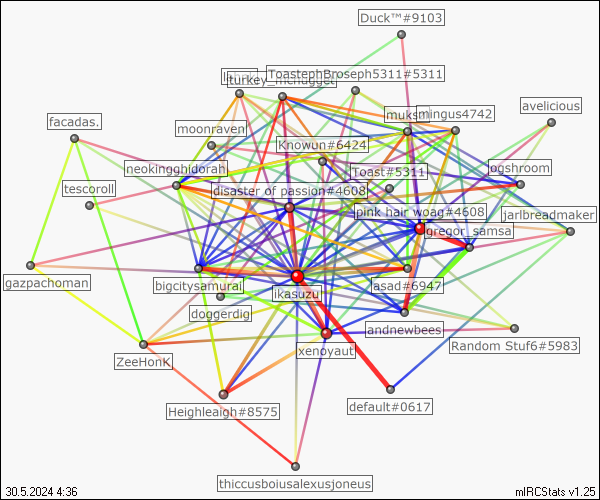 Duck™#9103
ToastephBroseph5311#5311
turkey_mcnugget
muksm
mingus4742
avelicious
facadas.
moonraven
Knowun#6424
neokingghidorah
Toast#5311
ogshroom
tescoroll
disaster of passion#4608
pink hair woag#4608
jarlbreadmaker
gregor_samsa
gazpachoman
bigcitysamurai
ikasuzu
asad#6947
doggerdig
andnewbees
xenoyaut
Random Stuf6#5983
ZeeHonK
Heighleaigh#8575
default#0617
thiccusboiusalexusjoneus
30.5.2024 4:36
mIRCStats v1.25